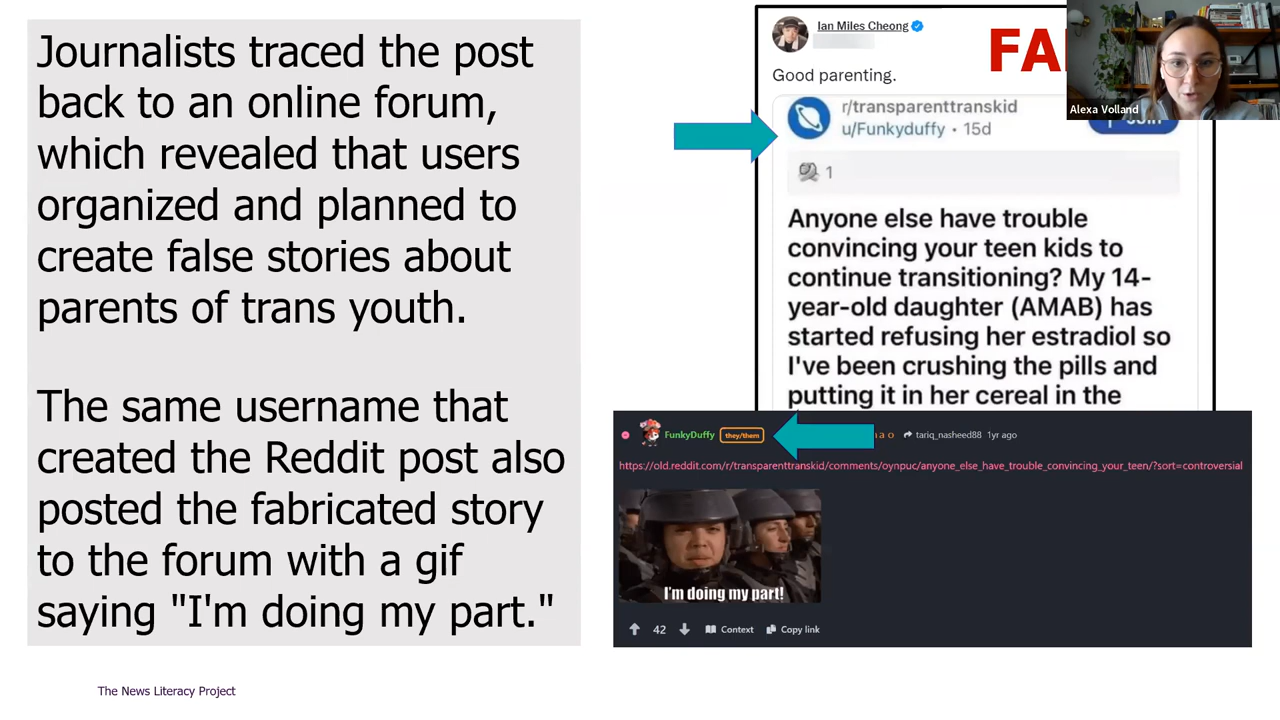 Journalists traced the post
back to an online forum,
which revealed that users
organized and planned to
create false stories about
parents of trans youth.
The same username that
created the Reddit post also
posted the fabricated story
to the forum with a gif
saying "I'm doing my part."
The News Literacy Project
Ian Miles Cheong
FA
Good parenting.
r/transparenttranskid
u/Funkyduffy • 15d
1
Anyone else have trouble
convincing your teen kids to
continue transitioning? My 14-
year-old daughter (AMAB) has
started refusing her estradiol so
I've been crushing the pills and
putting it in her cereal in the
Alexa Volland
FunkyDuffy they/them tariq_nasheed88 1yr ago
https://old.reddit.com/r/transparenttranskid/comments/oynpuc/anyone_else_have_trouble_convincing_your_teen/?sort=controversial
I'm doing my part!
42 Context Copy link